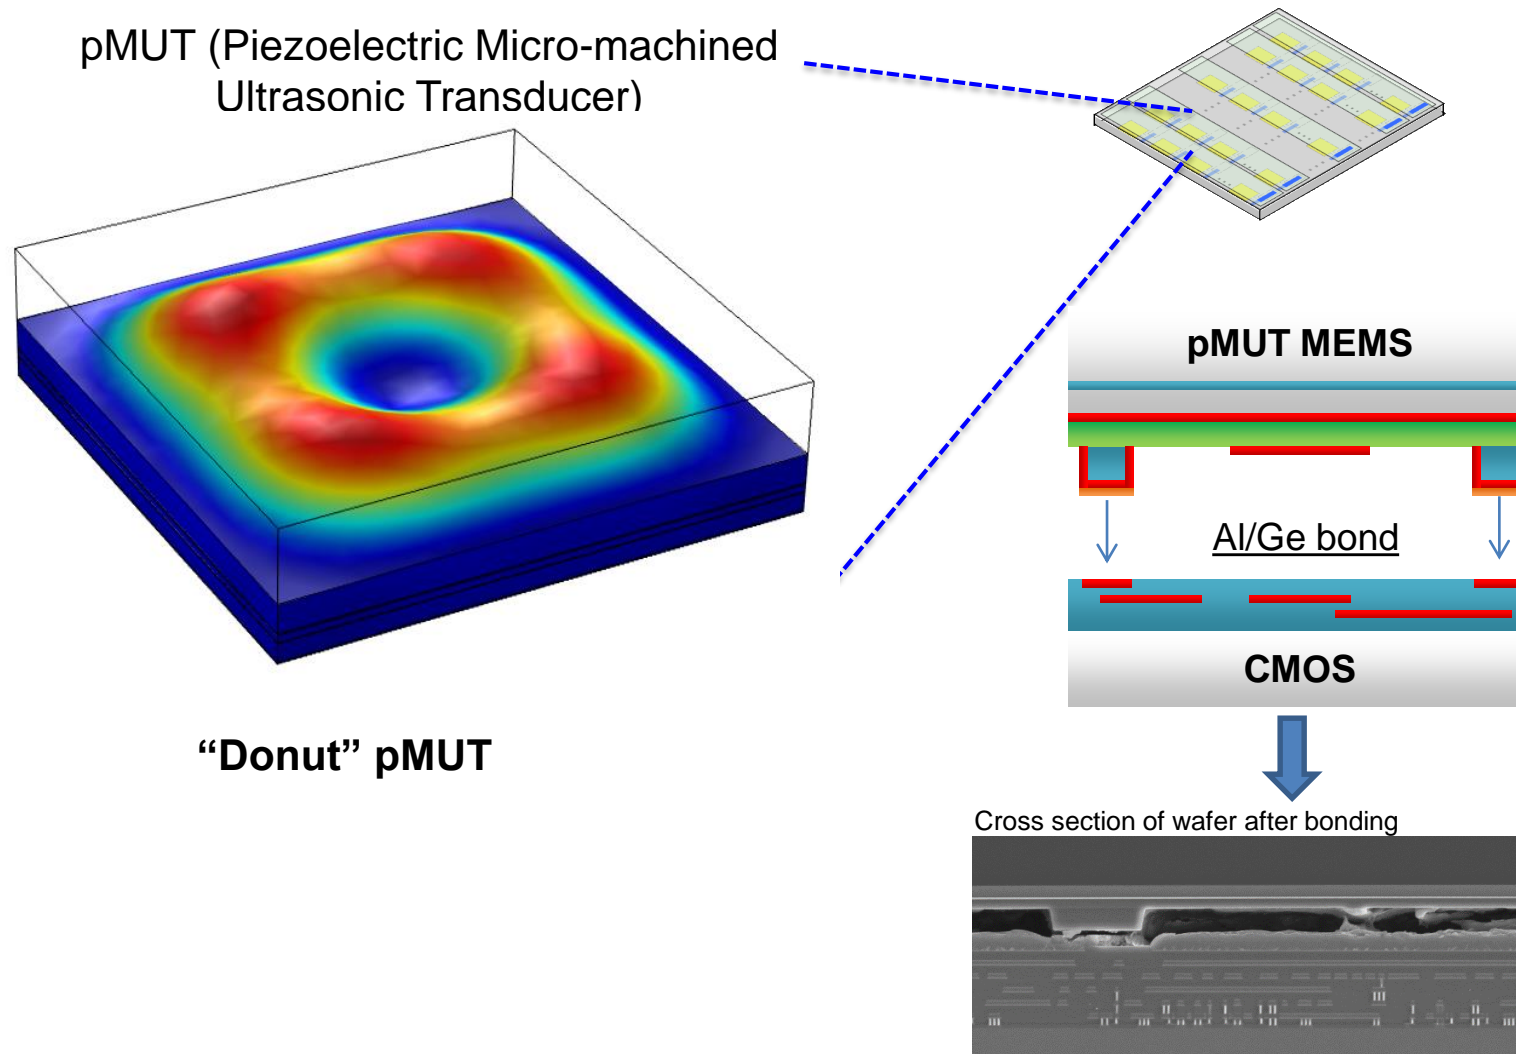 pMUT (Piezoelectric Micro-machined
Ultrasonic Transducer)
pMUT MEMS
Al/Ge bond
CMOS
“Donut” pMUT
Cross section of wafer after bonding